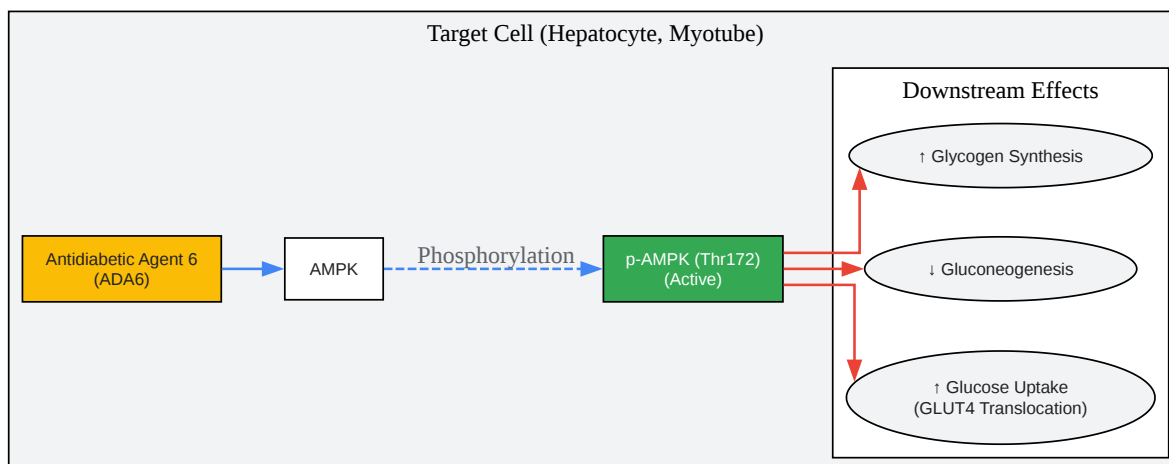 Target Cell (Hepatocyte, Myotube)
Downstream Effects
↑ Glycogen Synthesis
Antidiabetic Agent 6
(ADA6)
AMPK
Phosphorylation
p-AMPK (Thr172)
(Active)
↓ Gluconeogenesis
↑ Glucose Uptake
(GLUT4 Translocation)